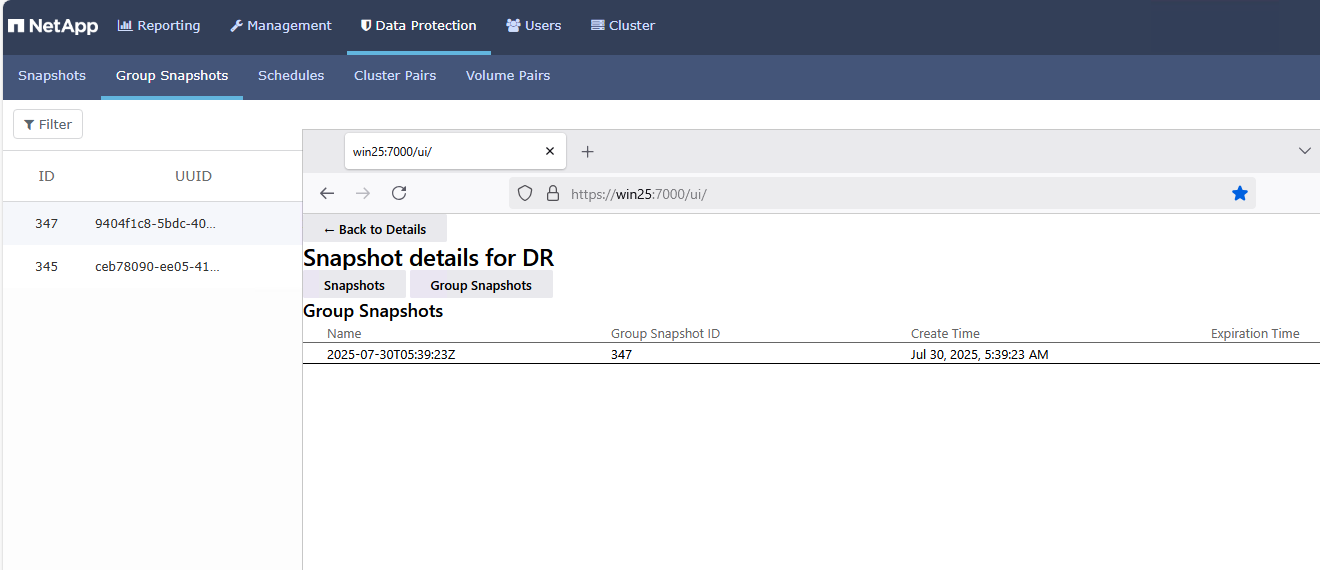 NetApp Reporting Management Data Protection Users Cluster
Snapshots Group Snapshots Schedules Cluster Pairs Volume Pairs
Filter
ID UUID
347 9404f1c8-5bdc-40...
345 ceb78090-ee05-41...
win25:7000/ui/
https://win25:7000/ui/
← Back to Details
Snapshot details for DR
Snapshots Group Snapshots
Group Snapshots
Name Group Snapshot ID Create Time Expiration Time
2025-07-30T05:39:23Z 347 Jul 30, 2025, 5:39:23 AM